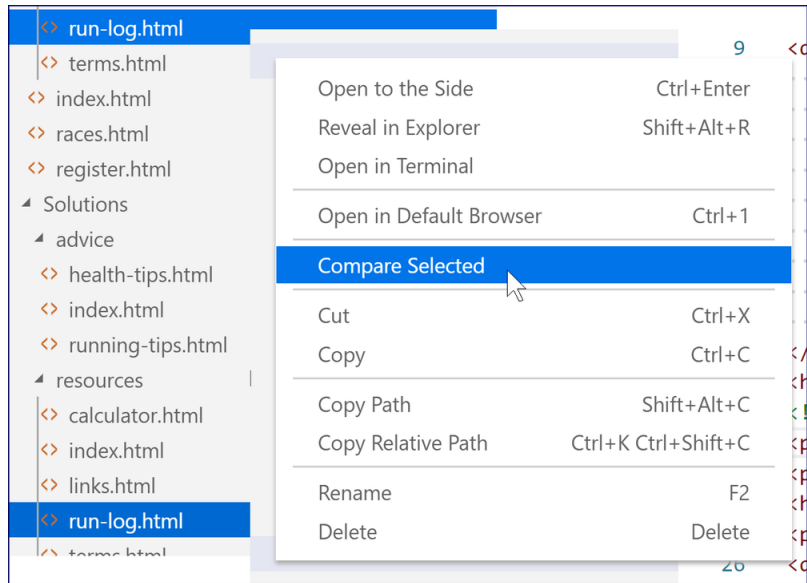 run-log.html
terms.html
index.html
races.html
register.html
Solutions
advice
health-tips.html
index.html
running-tips.html
resources
calculator.html
index.html
links.html
run-log.html
terms.html
Open to the Side Ctrl+Enter
Reveal in Explorer Shift+Alt+R
Open in Terminal
Open in Default Browser Ctrl+1
Compare Selected
Cut Ctrl+X
Copy Ctrl+C
Copy Path Shift+Alt+C
Copy Relative Path Ctrl+K Ctrl+Shift+C
Rename F2
Delete Delete
9
26